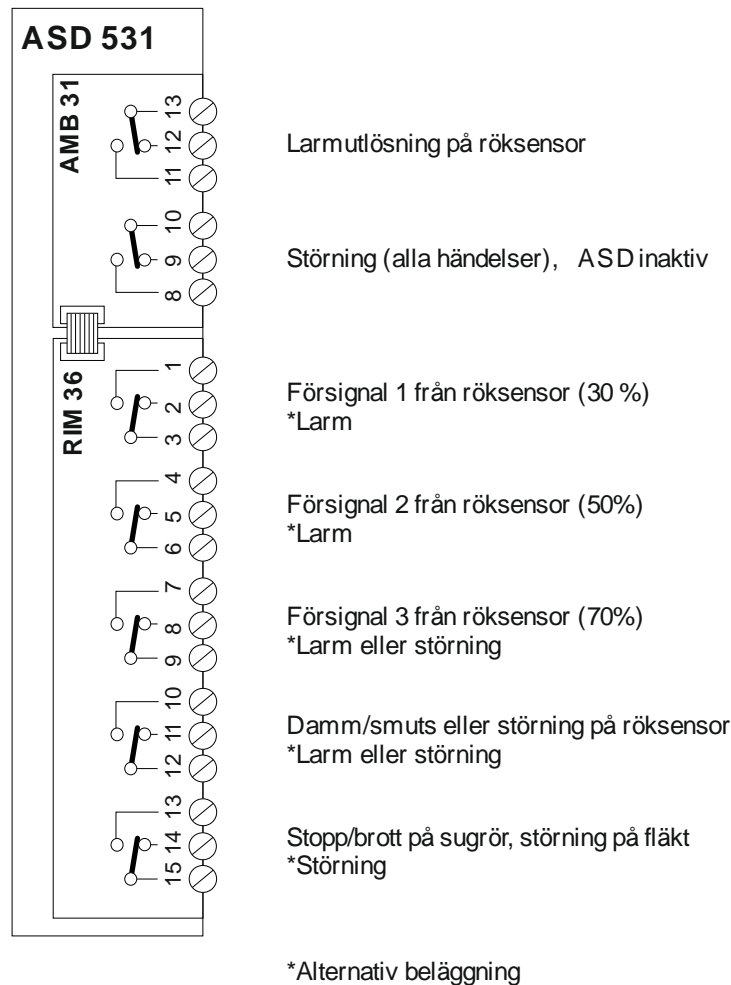 ASD 531
AMB 31
13
12
11
Larmutlösning på röksensor
10
9
8
Störning (alla händelser), ASD inaktiv
RIM 36
1
2
3
Försignal 1 från röksensor (30 %)
*Larm
4
5
6
Försignal 2 från röksensor (50%)
*Larm
7
8
9
Försignal 3 från röksensor (70%)
*Larm eller störning
10
11
12
Damm/smuts eller störning på röksensor
*Larm eller störning
13
14
15
Stopp/brott på sugrör, störning på fläkt
*Störning
*Alternativ beläggning